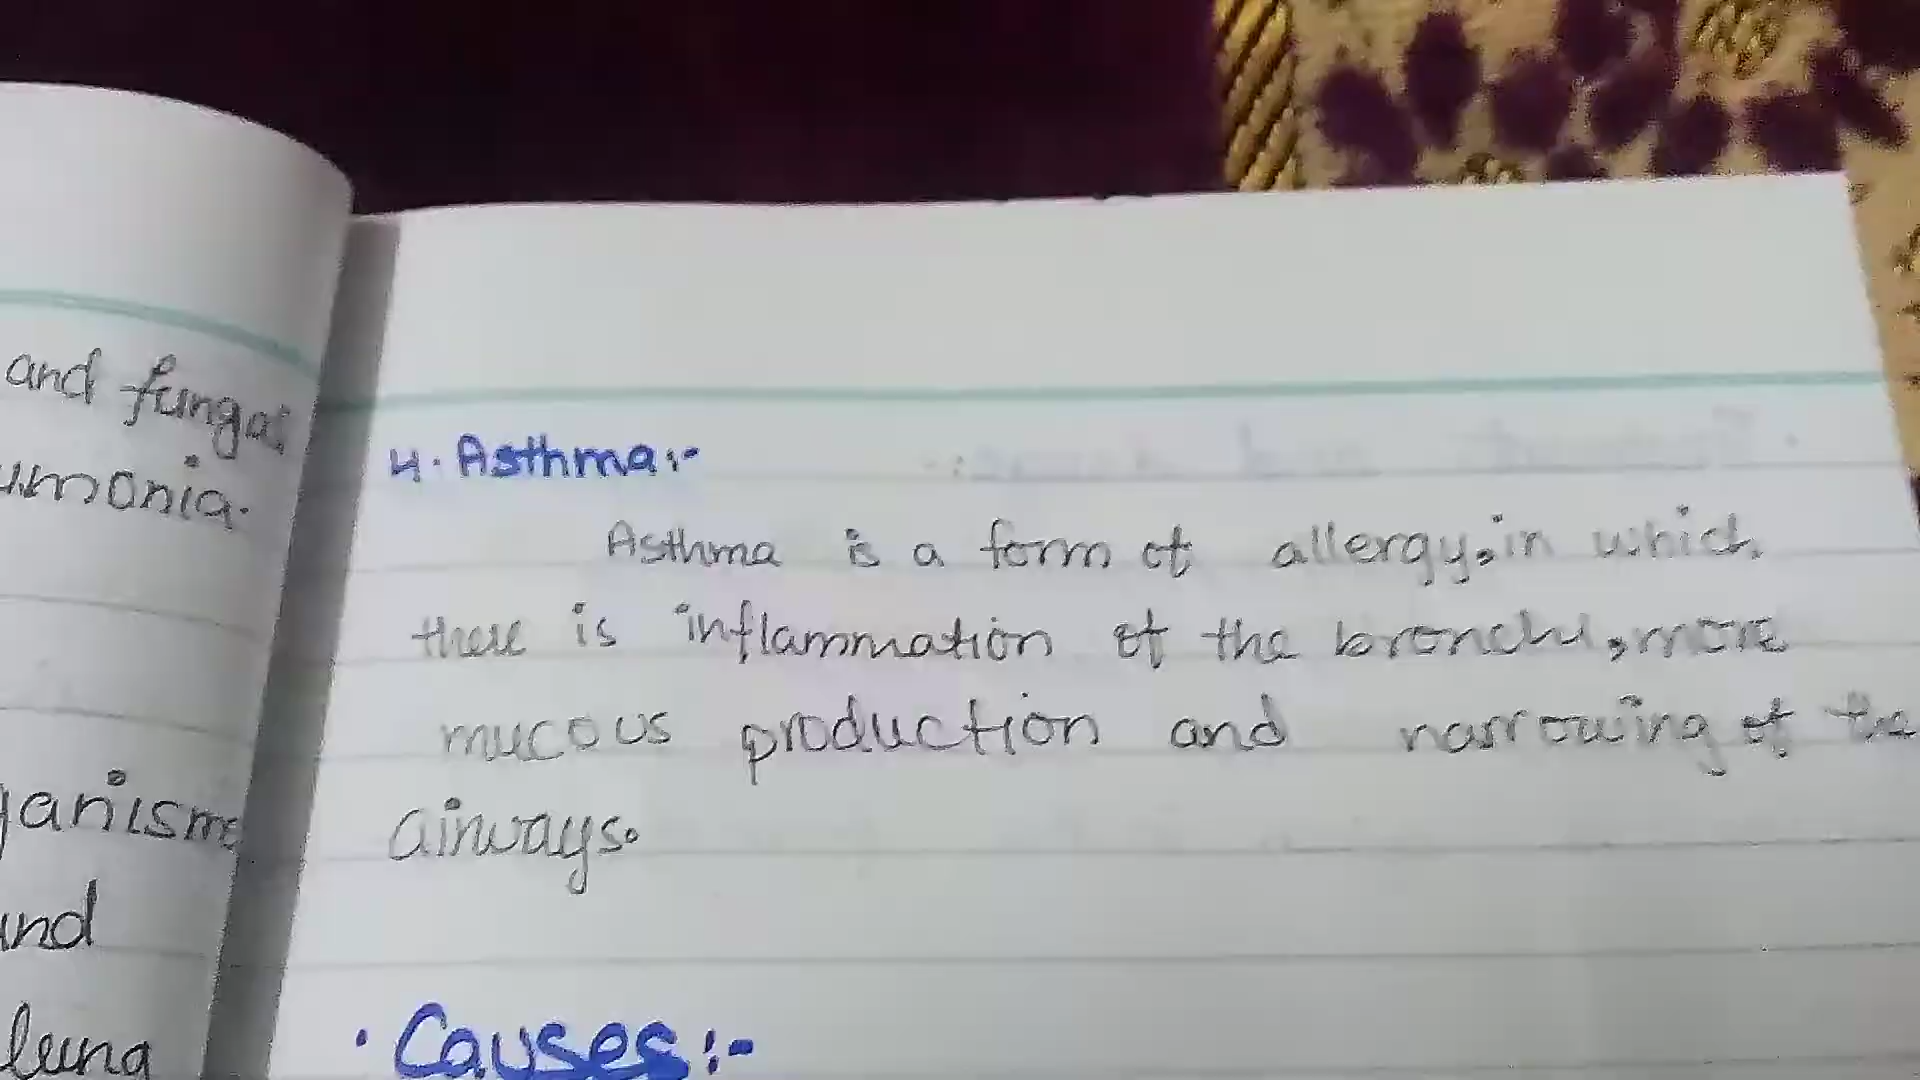 and fungal
umonia.
ganisms
and
lung
4. Asthma:-
Asthma is a form of allergy, in which
there is inflammation of the bronchi, more
mucous production and narrowing of the
airways.
· Causes:-